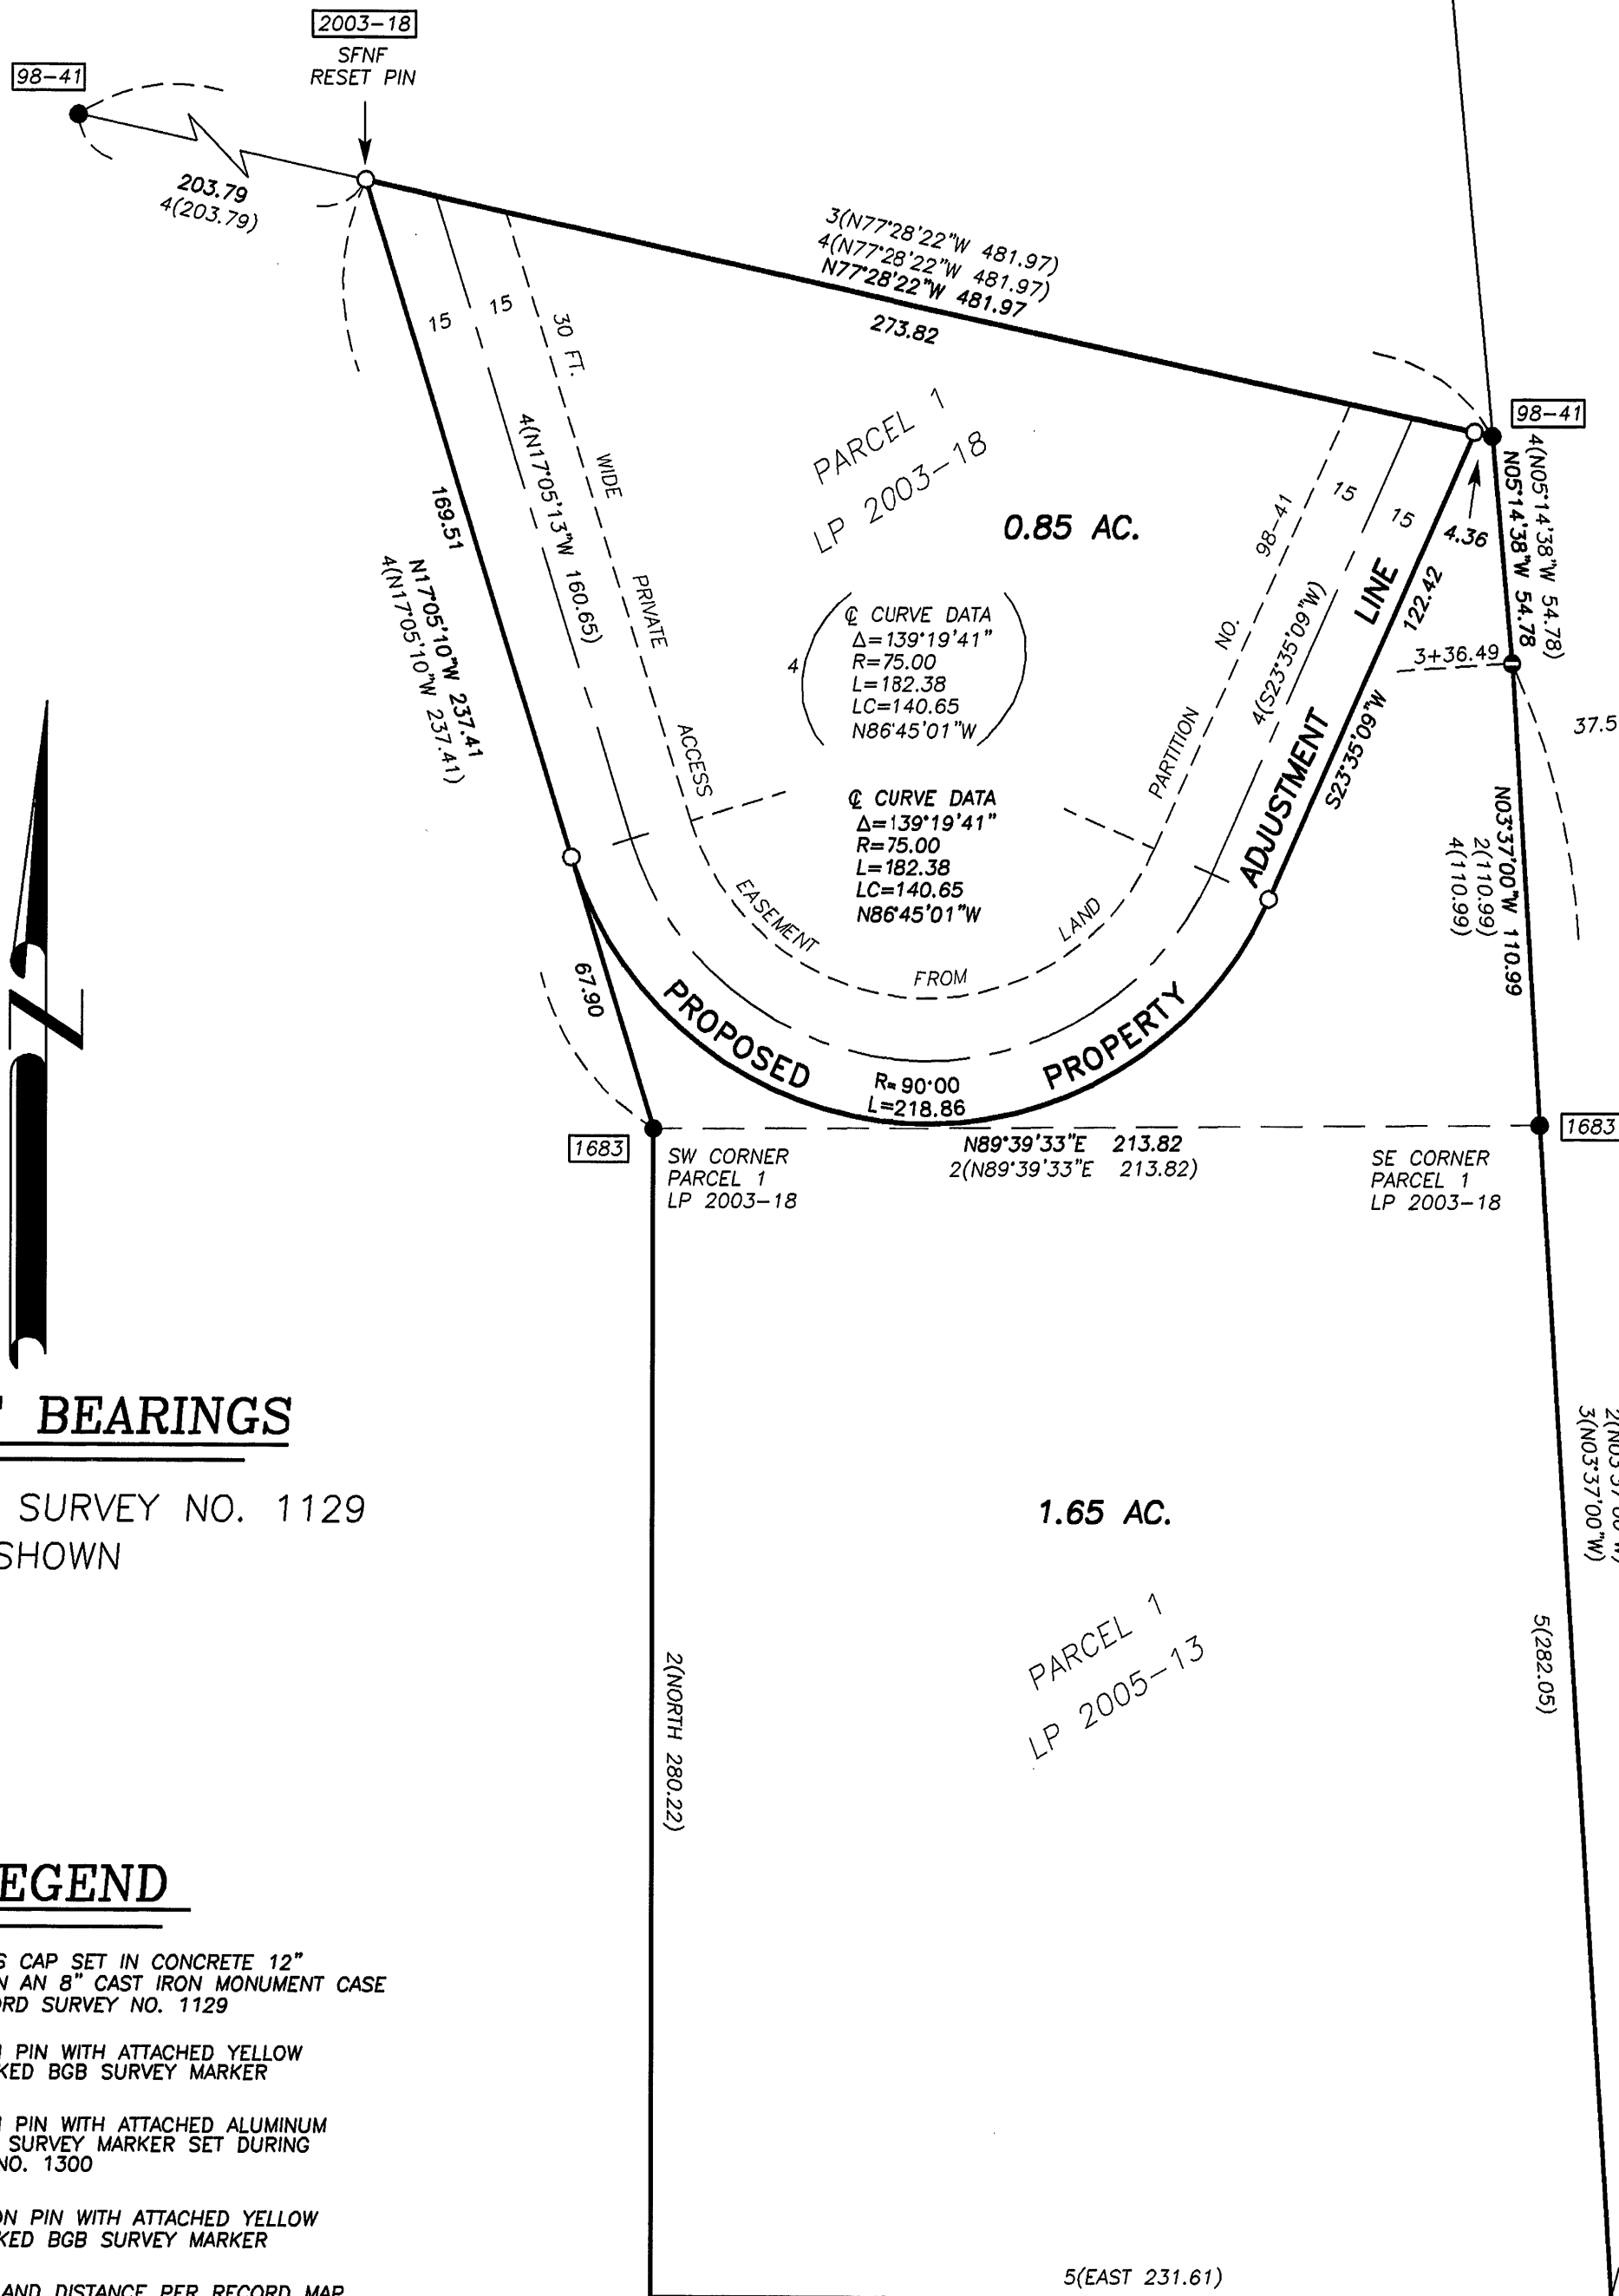 2003-18
SFNF
RESET PIN
98-41
203.79
4(203.79)
3(N77°28'22"W 481.97)
4(N77°28'22"W 481.97)
N77°28'22"W 481.97
273.82
15
15
30 FT.
WIDE
PRIVATE
ACCESS
EASEMENT
FROM
LAND
PARTITION
NO.
98-41
4(N17°05'13"W 160.65)
169.51
N17°05'10"W 237.41
4(N17°05'10"W 237.41)
67.90
PARCEL 1
LP 2003-18
0.85 AC.
4
℄ CURVE DATA
Δ=139°19'41"
R=75.00
L=182.38
LC=140.65
N86°45'01"W
℄ CURVE DATA
Δ=139°19'41"
R=75.00
L=182.38
LC=140.65
N86°45'01"W
15
15
4(S23°35'09"W)
98-41
4.36
4(N05°14'38"W 54.78)
N05°14'38"W 54.78
122.42
S23°35'09"W
3+36.49
37.5
N03°37'00"W 110.99
2(110.99)
4(110.99)
PROPOSED PROPERTY ADJUSTMENT LINE
R=90.00
L=218.86
1683
SW CORNER
PARCEL 1
LP 2003-18
N89°39'33"E 213.82
2(N89°39'33"E 213.82)
SE CORNER
PARCEL 1
LP 2003-18
1683
BEARINGS
SURVEY NO. 1129
SHOWN
1.65 AC.
PARCEL 1
LP 2005-13
2(NORTH 280.22)
2(N03°37'00"W)
3(N03°37'00"W)
5(282.05)
EGEND
S CAP SET IN CONCRETE 12"
N AN 8" CAST IRON MONUMENT CASE
ORD SURVEY NO. 1129
PIN WITH ATTACHED YELLOW
KED BGB SURVEY MARKER
PIN WITH ATTACHED ALUMINUM
SURVEY MARKER SET DURING
NO. 1300
ON PIN WITH ATTACHED YELLOW
KED BGB SURVEY MARKER
AND DISTANCE PER RECORD MAP
5(EAST 231.61)